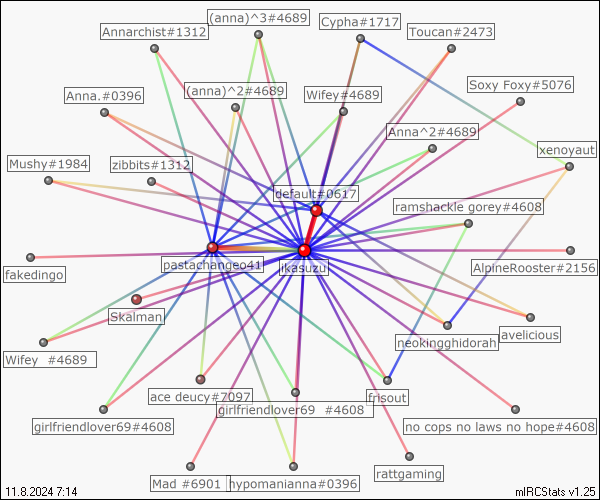 (anna)^3#4689
Cypha#1717
Annarchist#1312
Toucan#2473
Soxy Foxy#5076
(anna)^2#4689
Wifey#4689
Anna.#0396
Anna^2#4689
xenoyaut
Mushy#1984
zibbits#1312
default#0617
ramshackle gorey#4608
pastachangeo41
jikasuzu
fakedingo
AlpineRooster#2156
Skalman
neokingghidorah
avelicious
Wifey #4689
ace deucy#7097
frisout
girlfriendlover69 #4608
girlfriendlover69#4608
no cops no laws no hope#4608
rattgaming
Mad #6901
hypomanianna#0396
11.8.2024 7:14
mIRCStats v1.25